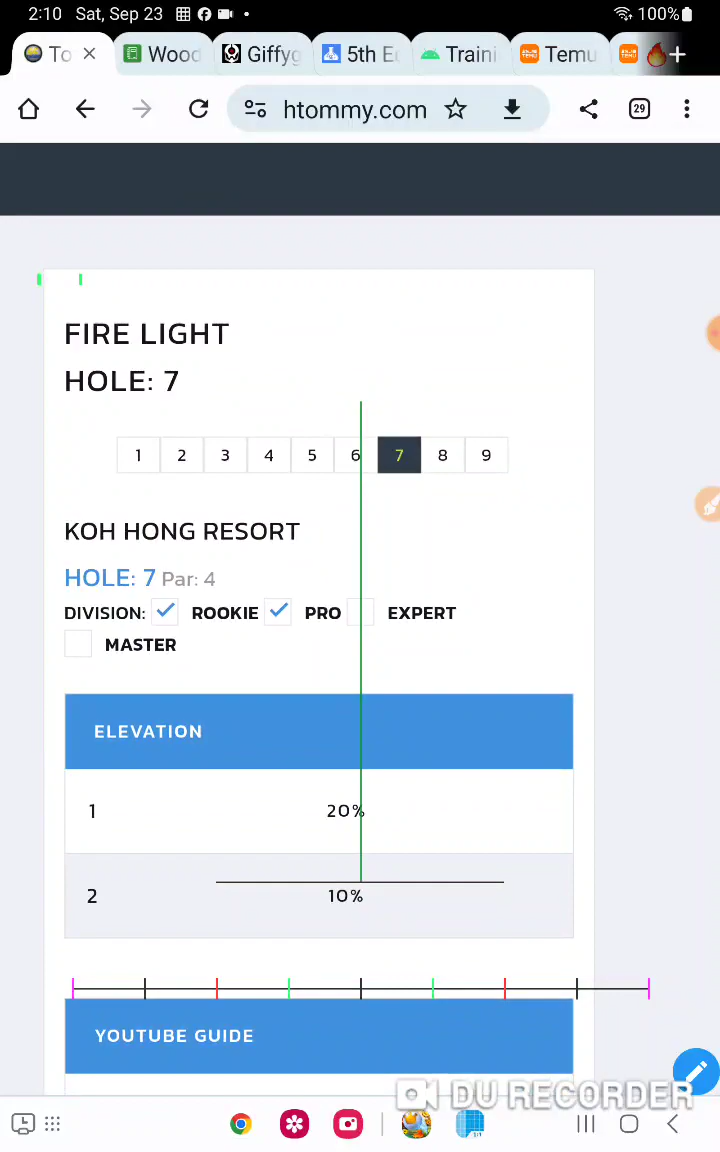 2:10 Sat, Sep 23 100%
To Wood Giffyg 5th E Traini Temu
htommy.com 29
FIRE LIGHT
HOLE: 7
1 2 3 4 5 6 7 8 9
KOH HONG RESORT
HOLE: 7 Par: 4
DIVISION: ROOKIE PRO EXPERT
MASTER
ELEVATION
1 20%
2 10%
YOUTUBE GUIDE
DU RECORDER